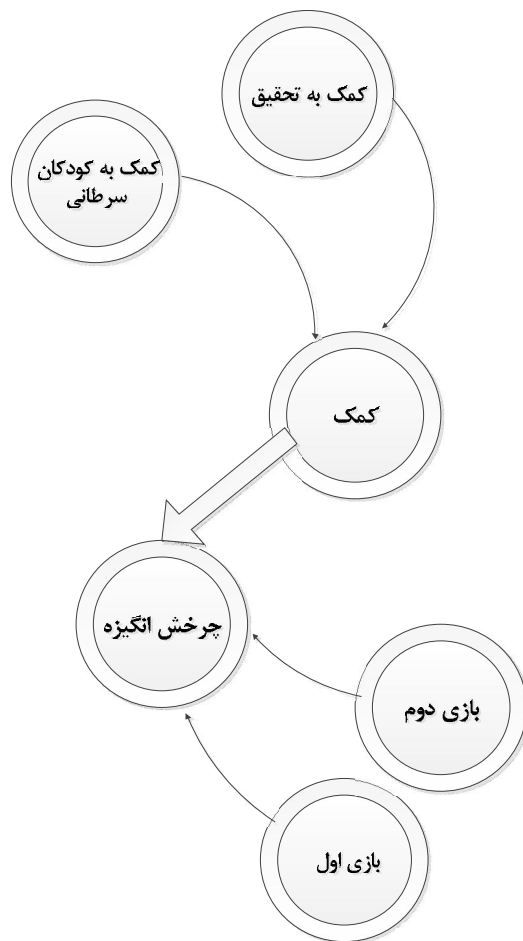 کمک به تحقیق
کمک به کودکان
سرطانی
کمک
چرخش انگیزه
بازی دوم
بازی اول